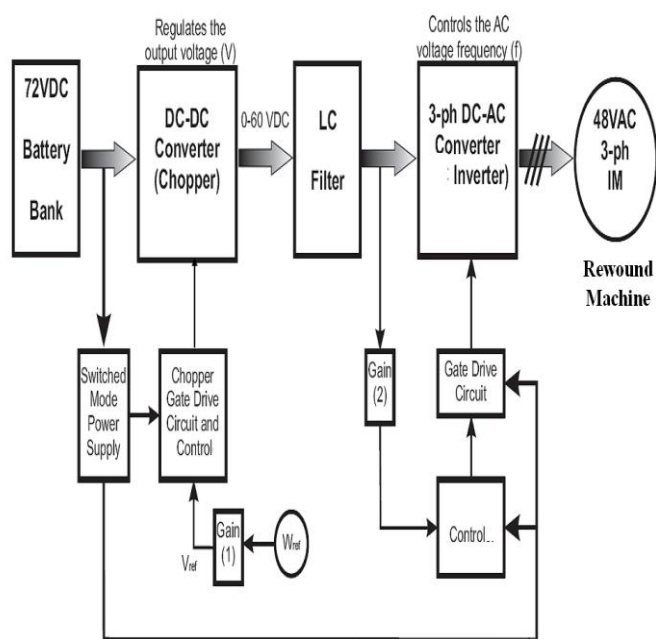 Regulates the
output voltage (V)
Controls the AC
voltage frequency (f)
72VDC
Battery
Bank
DC-DC
Converter
(Chopper)
0-60 VDC
LC
Filter
3-ph DC-AC
Converter
: Inverter)
48VAC
3-ph
IM
Rewound
Machine
Switched
Mode
Power
Supply
Chopper
Gate Drive
Circuit and
Control
Gain
(2)
Gate Drive
Circuit
Vref
Gain
(1)
Wref
Control...